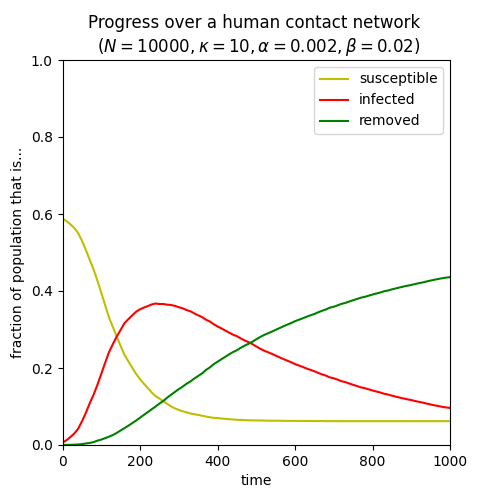 Progress over a human contact network
(N = 10000, κ = 10, α = 0.002, β = 0.02)
1.0
0.8
0.6
0.4
0.2
0.0
fraction of population that is...
susceptible
infected
removed
0 200 400 600 800 1000
time